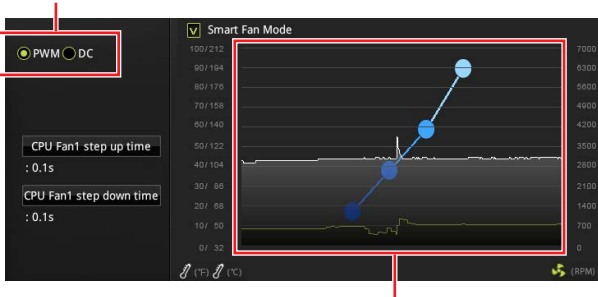 V Smart Fan Mode
PWM DC
100/212
90/194
80/176
70/158
60/140
50/122
40/104
30/ 86
20/ 68
10/ 50
0/ 32
7000
6300
5600
4900
4200
3500
2800
2100
1400
700
0
CPU Fan1 step up time
: 0.1s
CPU Fan1 step down time
: 0.1s
(°F) (°C)
(RPM)